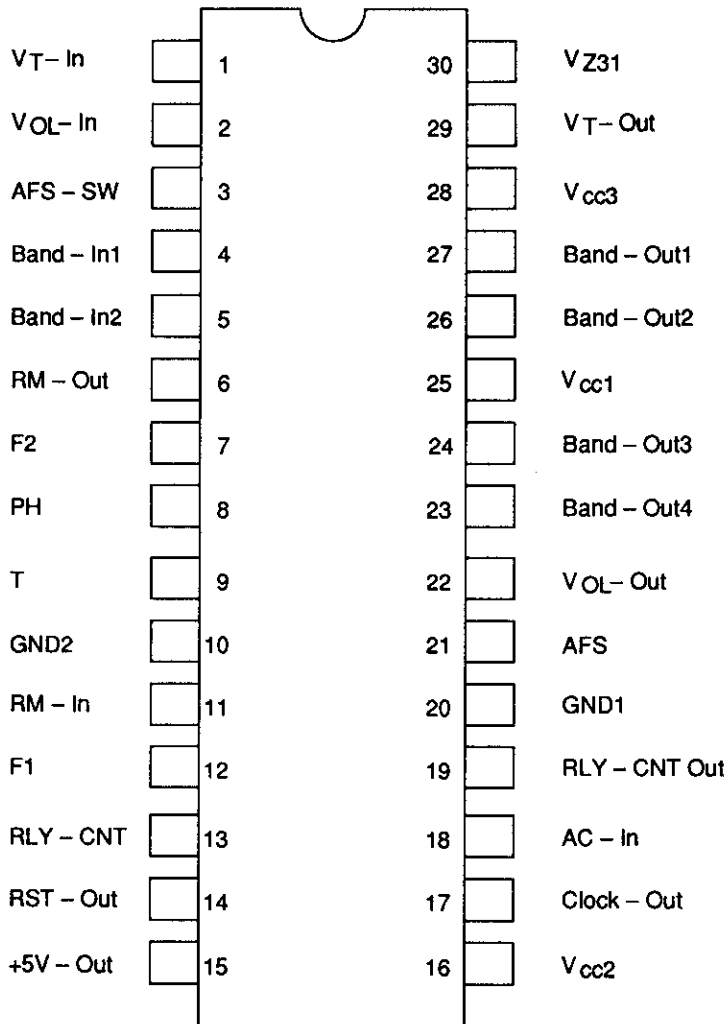 VT– In 1 30 VZ31
VOL– In 2 29 VT– Out
AFS – SW 3 28 Vcc3
Band – In1 4 27 Band – Out1
Band – In2 5 26 Band – Out2
RM – Out 6 25 Vcc1
F2 7 24 Band – Out3
PH 8 23 Band – Out4
T 9 22 VOL– Out
GND2 10 21 AFS
RM – In 11 20 GND1
F1 12 19 RLY – CNT Out
RLY – CNT 13 18 AC – In
RST – Out 14 17 Clock – Out
+5V – Out 15 16 Vcc2